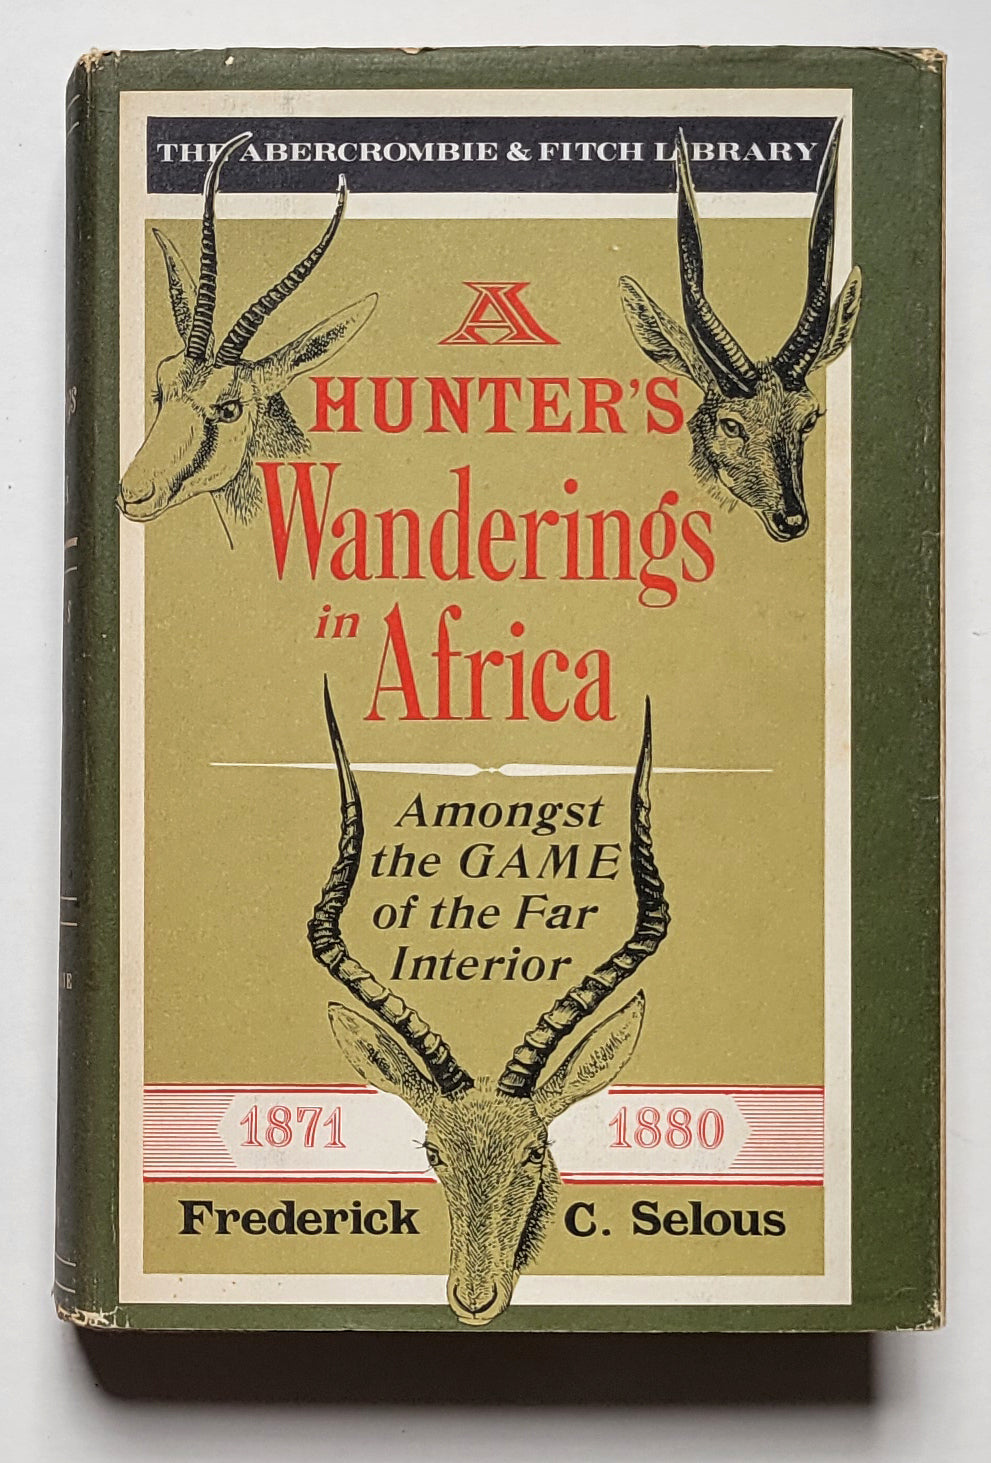 THE ABERCROMBIE & FITCH LIBRARY
A
HUNTER'S
Wanderings
in Africa
Amongst
the GAME
of the Far
Interior
1871 1880
Frederick C. Selous